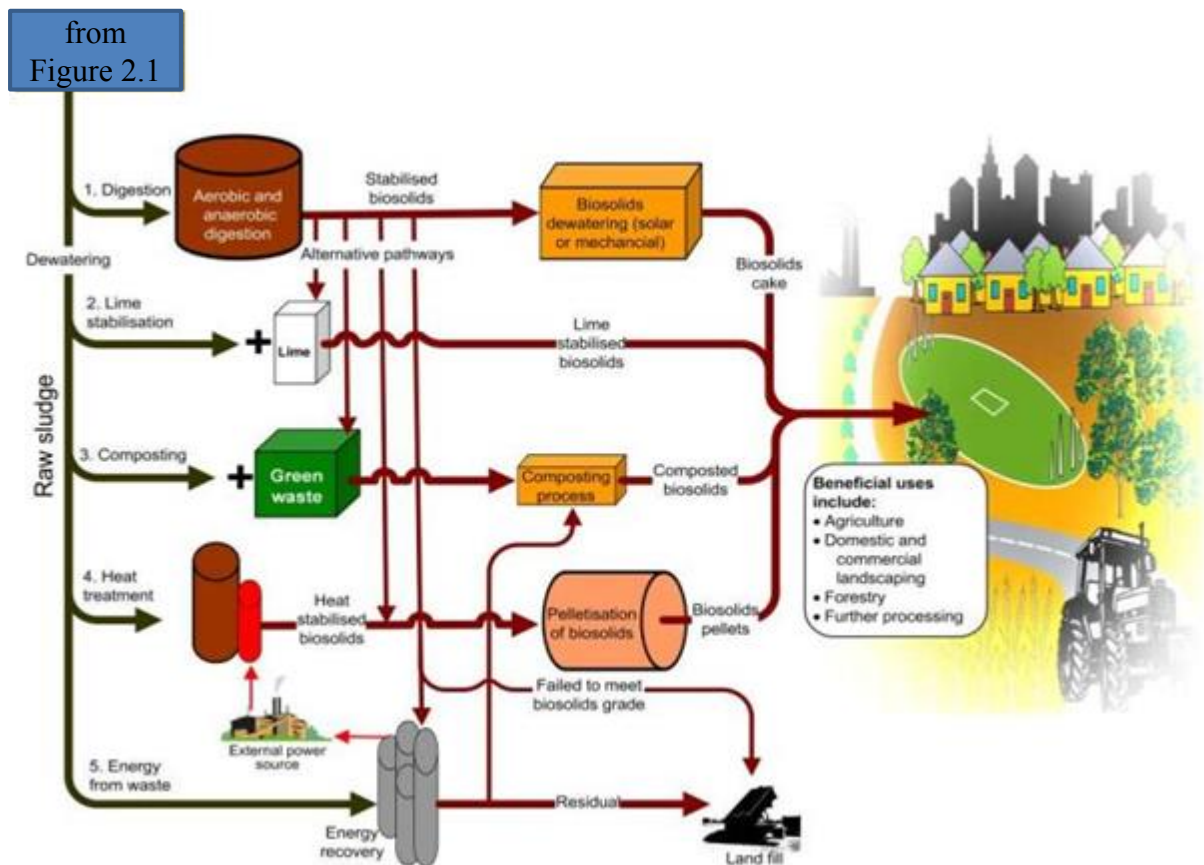 from
Figure 2.1
1. Digestion
Aerobic and
anaerobic
digestion
Stabilised
biosolids
Biosolids
dewatering (solar
or mechancial)
Alternative pathways
Biosolids
cake
Dewatering
2. Lime
stabilisation
+
Lime
Lime
stabilised
biosolids
Raw sludge
3. Composting
+
Green
waste
Composting
process
Composted
biosolids
Beneficial uses
include:
• Agriculture
• Domestic and
commercial
landscaping
• Forestry
• Further processing
4. Heat
treatment
Heat
stabilised
biosolids
Pelletisation
of biosolids
Biosolids
pellets
Failed to meet
biosolids grade
External power
source
5. Energy
from waste
Energy
recovery
Residual
Land fill